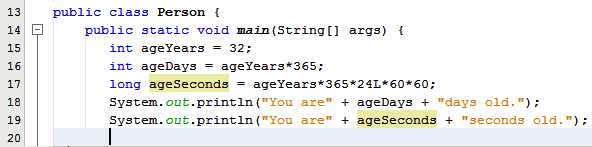 13 public class Person {
14 public static void main(String[] args) {
15 int ageYears = 32;
16 int ageDays = ageYears*365;
17 long ageSeconds = ageYears*365*24L*60*60;
18 System.out.println("You are" + ageDays + "days old.");
19 System.out.println("You are" + ageSeconds + "seconds old.");
20